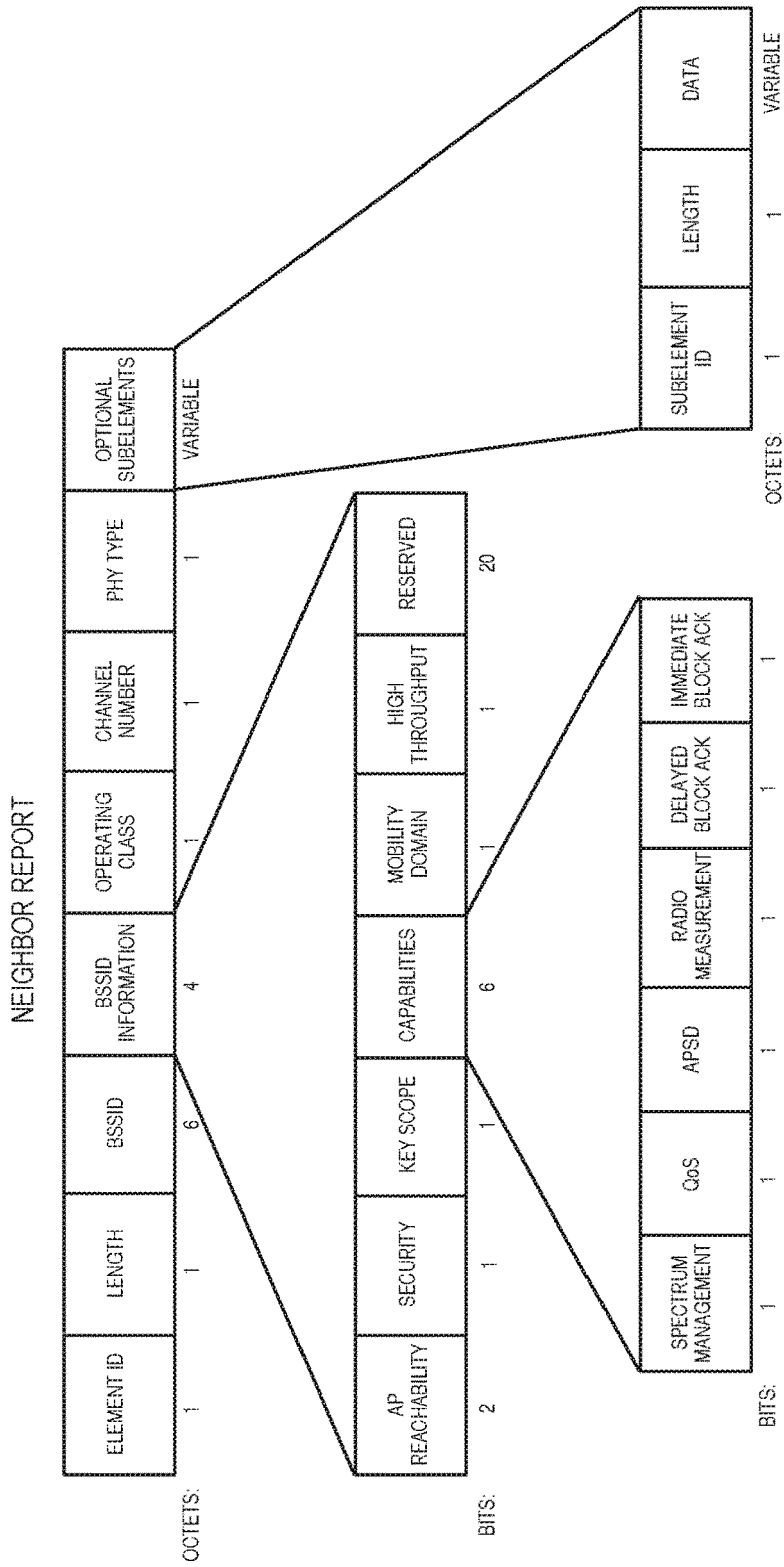 NEIGHBOR REPORT
ELEMENT ID
LENGTH
BSSID
BSSID
INFORMATION
OPERATING
CLASS
CHANNEL
NUMBER
PHY TYPE
OPTIONAL
SUBELEMENTS
OCTETS:
1
1
6
4
1
1
1
VARIABLE
AP
REACHABILITY
SECURITY
KEY SCOPE
CAPABILITIES
MOBILITY
DOMAIN
HIGH
THROUGHPUT
RESERVED
BITS:
2
1
1
6
1
1
20
SPECTRUM
MANAGEMENT
QoS
APSD
RADIO
MEASUREMENT
DELAYED
BLOCK ACK
IMMEDIATE
BLOCK ACK
BITS:
1
1
1
1
1
1
SUBELEMENT
ID
LENGTH
DATA
OCTETS:
1
1
VARIABLE